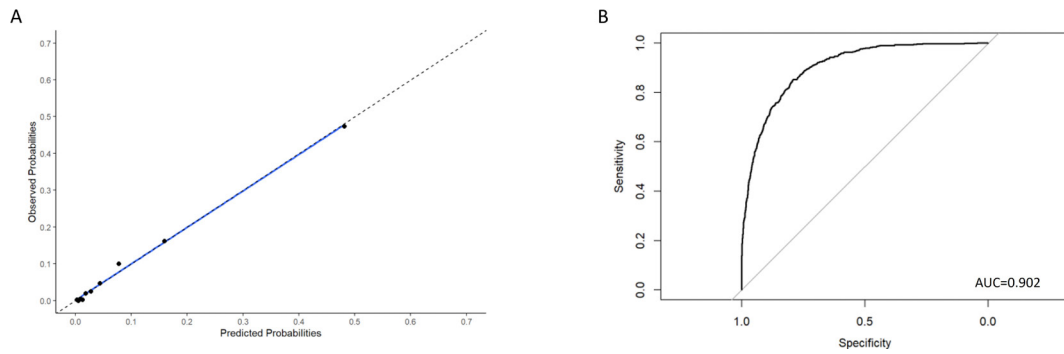 A
0.7
0.6
0.5
0.4
0.3
0.2
0.1
0.0
Observed Probabilities
0.0 0.1 0.2 0.3 0.4 0.5 0.6 0.7
Predicted Probabilities
B
1.0
0.8
0.6
0.4
0.2
0.0
Sensitivity
AUC=0.902
1.0 0.5 0.0
Specificity